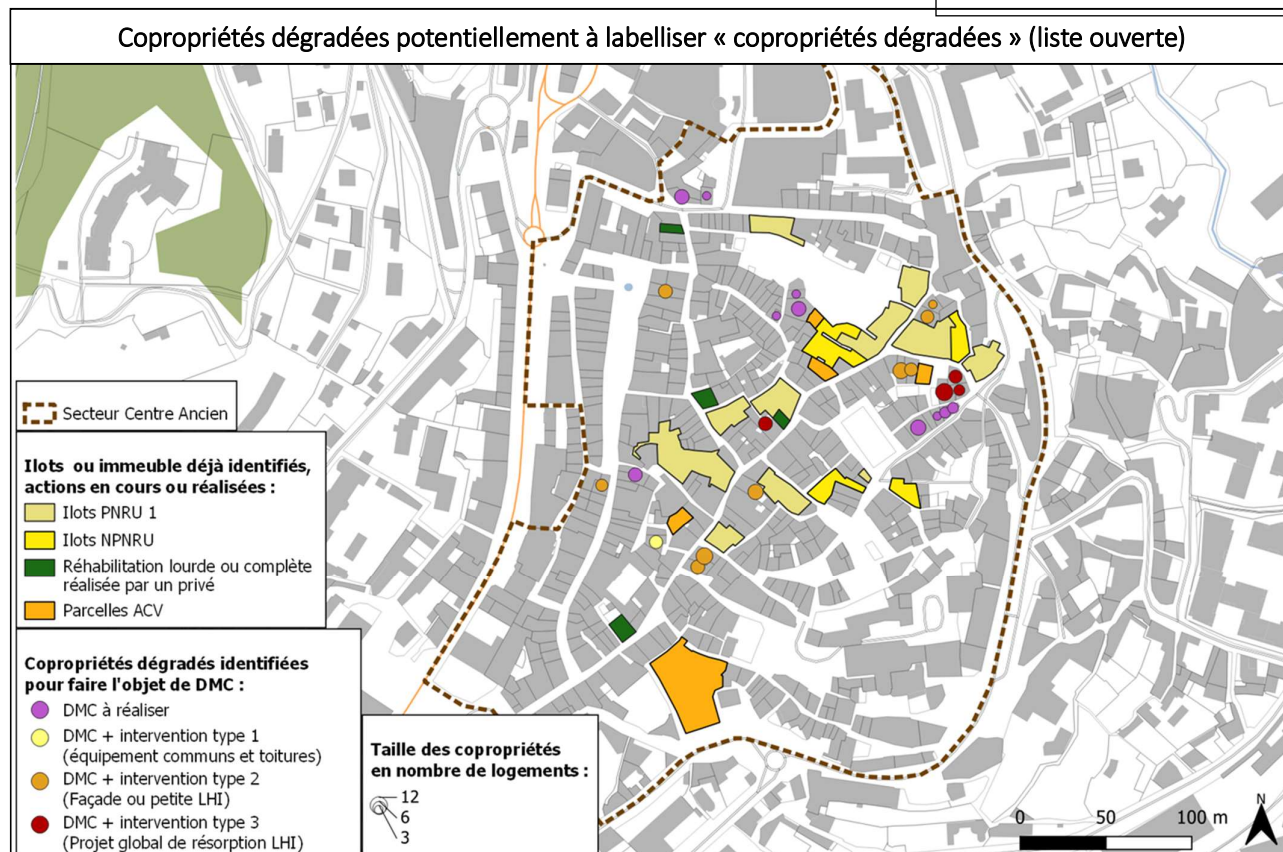 Copropriétés dégradées potentiellement à labelliser « copropriétés dégradées » (liste ouverte)
Secteur Centre Ancien
Ilots ou immeuble déjà identifiés,
actions en cours ou réalisées :
Ilots PNRU 1
Ilots NPNRU
Réhabilitation lourde ou complète
réalisée par un privé
Parcelles ACV
Copropriétés dégradés identifiées
pour faire l'objet de DMC :
DMC à réaliser
DMC + intervention type 1
(équipement communs et toitures)
DMC + intervention type 2
(Façade ou petite LHI)
DMC + intervention type 3
(Projet global de résorption LHI)
Taille des copropriétés
en nombre de logements :
12
6
3
0 50 100 m
N